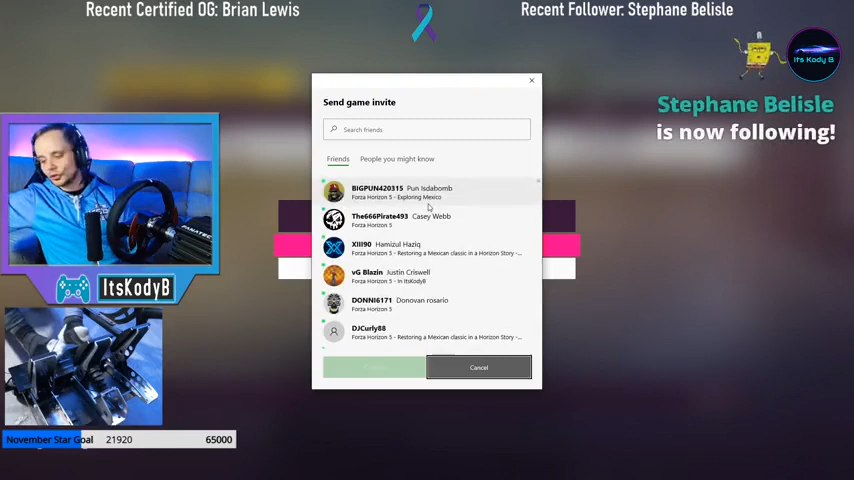 Recent Certified OG: Brian Lewis
Recent Follower: Stephane Belisle
Its Kody B
Stephane Belisle
is now following!
Send game invite
Search friends
Friends
People you might know
BIGPUN420315 Pun Isdabomb
Forza Horizon 5 - Exploring Mexico
The666Pirate493 Casey Webb
Forza Horizon 5
XIII90 Hamizul Haziq
Forza Horizon 5 - Restoring a Mexican classic in a Horizon Story -...
vG Blazin Justin Criswell
Forza Horizon 5 - In ItsKodyB
DONNI6171 Donovan rosario
Forza Horizon 5
DJCurly88
Forza Horizon 5 - Restoring a Mexican classic in a Horizon Story -...
Cancel
FANATEC
ItsKodyB
November Star Goal 21920 65000